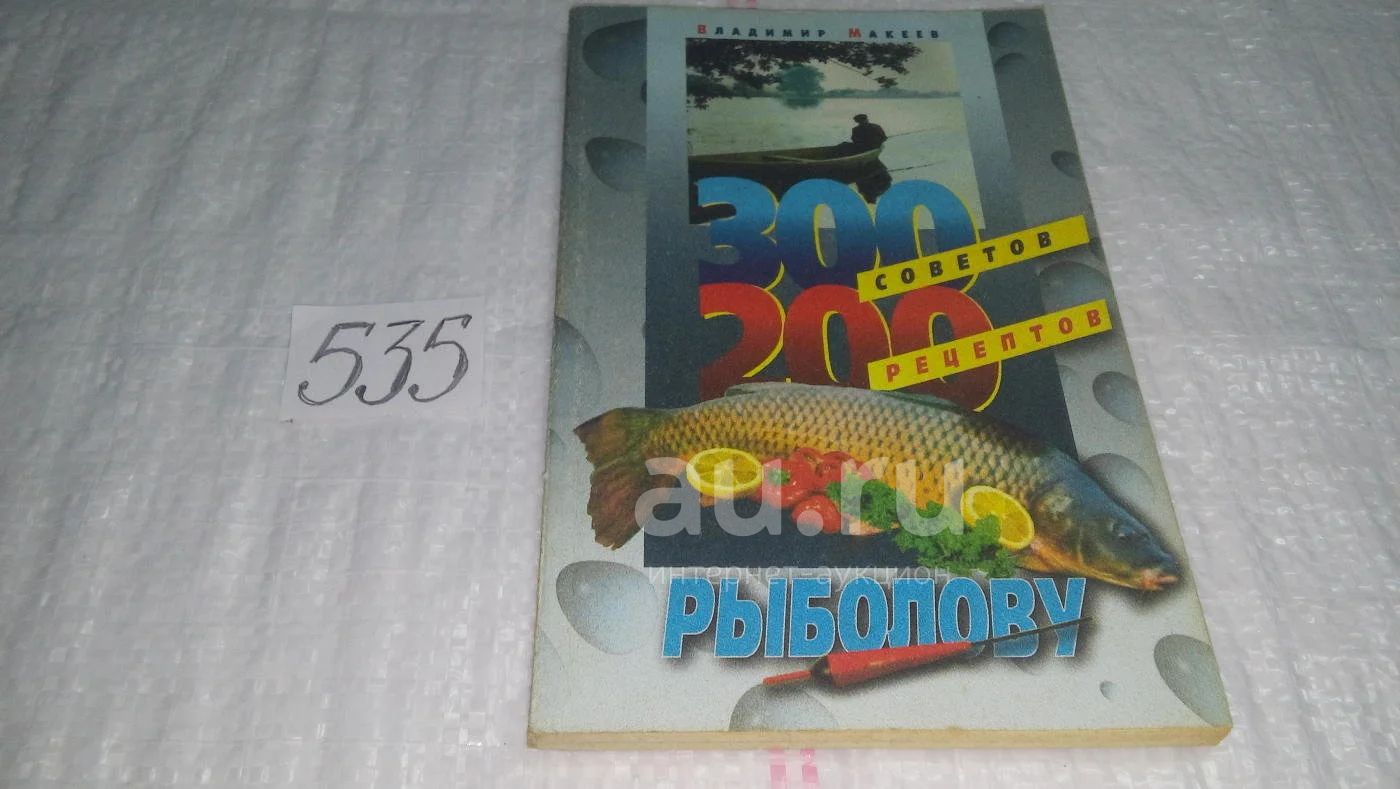 535
Владимир Макеев
300
советов
200
рецептов
au.ru
интернет-аукцион
рыболову